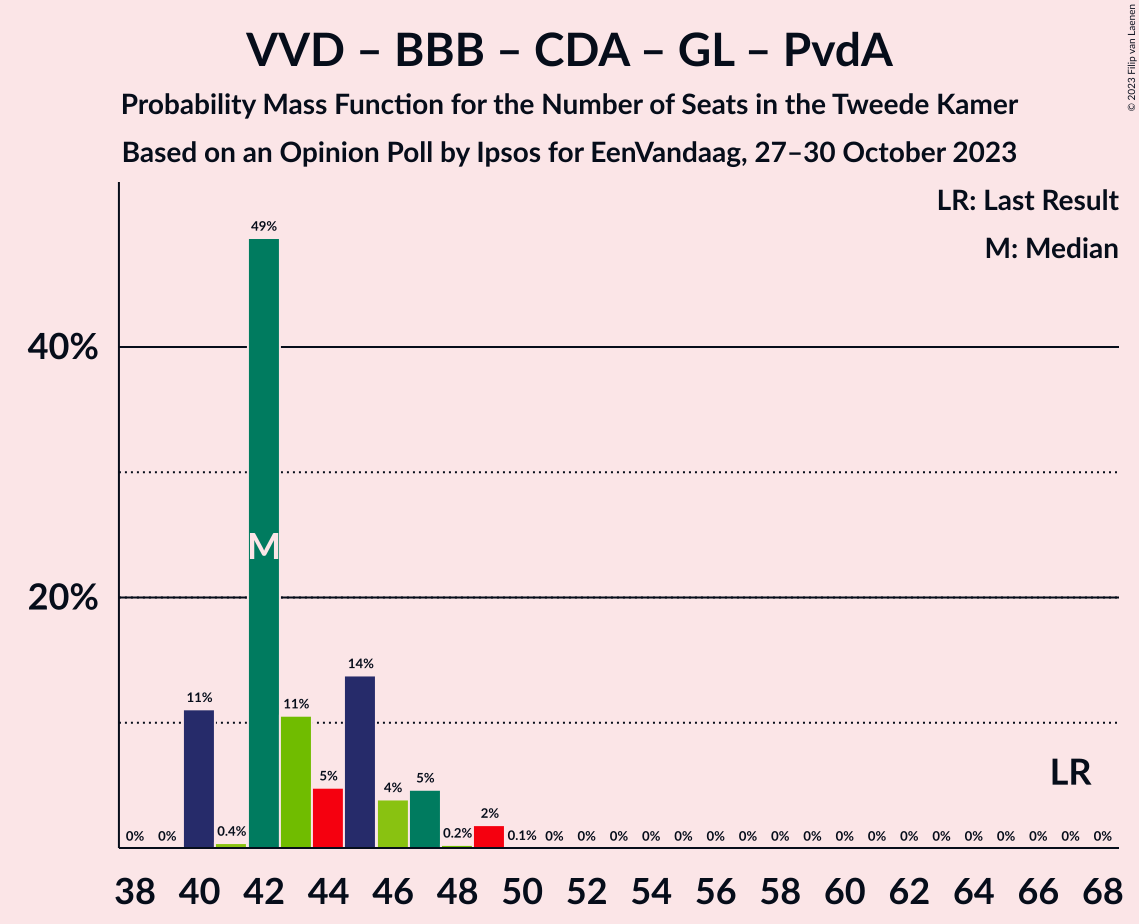 VVD – BBB – CDA – GL – PvdA
Probability Mass Function for the Number of Seats in the Tweede Kamer
Based on an Opinion Poll by Ipsos for EenVandaag, 27–30 October 2023
© 2023 Filip van Laenen
LR: Last Result
M: Median
40%
20%
0% 0% 11% 0.4% 49% 11% 5% 14% 4% 5% 0.2% 2% 0.1% 0% 0% 0% 0% 0% 0% 0% 0% 0% 0% 0% 0% 0% 0% 0% 0% 0% 0%
M
LR
38 40 42 44 46 48 50 52 54 56 58 60 62 64 66 68